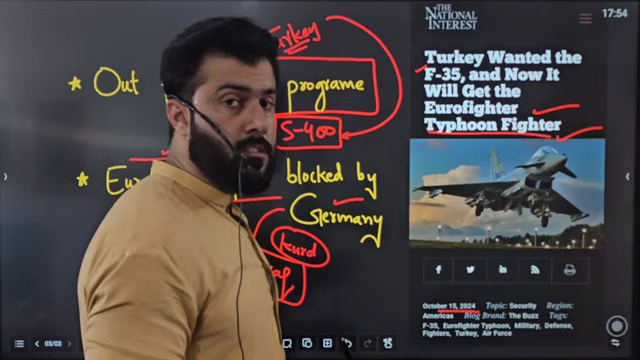 Turkey
* Out
programe
S-400
* Eur
blocked by
Germany
Kurd
03/03
THE
NATIONAL
INTEREST
17:54
Turkey Wanted the
F-35, and Now It
Will Get the
Eurofighter
Typhoon Fighter
October 15, 2024 Topic: Security Region:
Americas Blog Brand: The Buzz Tags:
F-35, Eurofighter Typhoon, Military, Defense,
Fighters, Turkey, Air Force